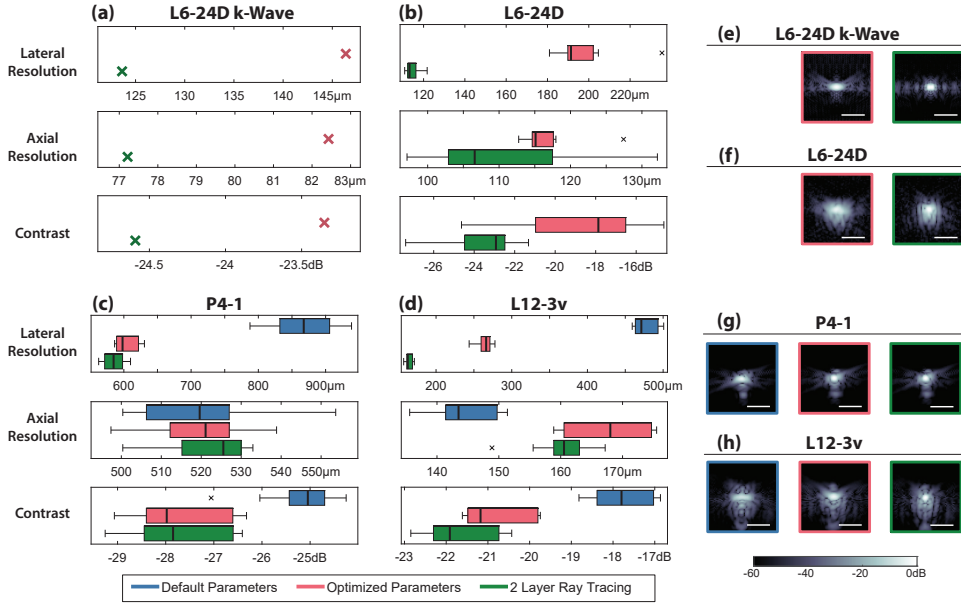 (a) L6-24D k-Wave
Lateral Resolution
125 130 135 140 145μm
Axial Resolution
77 78 79 80 81 82 83μm
Contrast
-24.5 -24 -23.5dB
(b) L6-24D
120 140 160 180 200 220μm
100 110 120 130μm
-26 -24 -22 -20 -18 -16dB
(c) P4-1
Lateral Resolution
600 700 800 900μm
Axial Resolution
500 510 520 530 540 550μm
Contrast
-29 -28 -27 -26 -25dB
(d) L12-3v
200 300 400 500μm
140 150 160 170μm
-23 -22 -21 -20 -19 -18 -17dB
Default Parameters Optimized Parameters 2 Layer Ray Tracing
(e) L6-24D k-Wave
(f) L6-24D
(g) P4-1
(h) L12-3v
-60 -40 -20 0dB